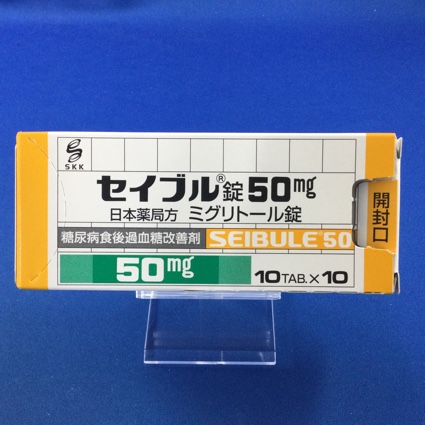 SKK
セイブル®錠50mg
日本薬局方 ミグリトール錠
糖尿病食後過血糖改善剤 SEIBULE 50
50mg
10TAB.×10
開封口